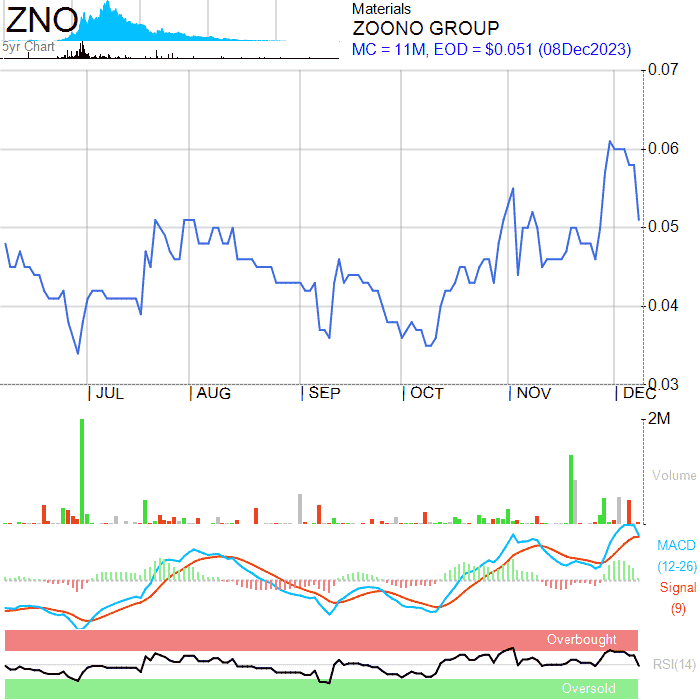 ZNO
5yr Chart
Materials
ZOONO GROUP
MC = 11M, EOD = $0.051 (08Dec2023)
0.07
0.06
0.05
0.04
0.03
JUL AUG SEP OCT NOV DEC
2M
Volume
MACD
(12-26)
Signal
(9)
Overbought
RSI(14)
Oversold